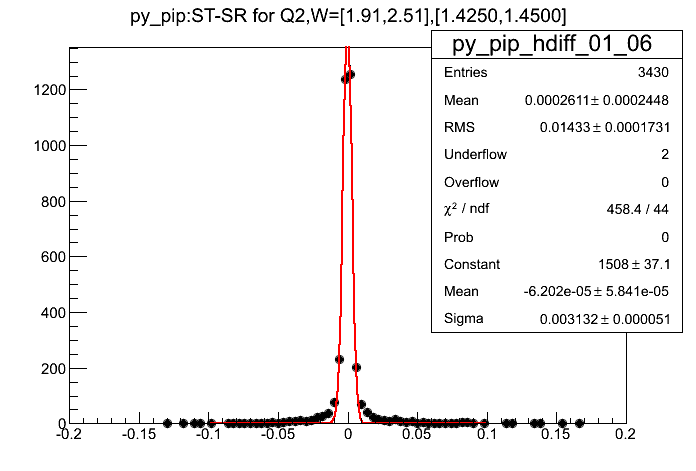 py_pip:ST-SR for Q2,W=[1.91,2.51],[1.4250,1.4500]
py_pip_hdiff_01_06
Entries 3430
Mean 0.0002611 ± 0.0002448
RMS 0.01433 ± 0.0001731
Underflow 2
Overflow 0
χ² / ndf 458.4 / 44
Prob 0
Constant 1508 ± 37.1
Mean -6.202e-05 ± 5.841e-05
Sigma 0.003132 ± 0.000051
1200
1000
800
600
400
200
0
-0.2 -0.15 -0.1 -0.05 0 0.05 0.1 0.15 0.2